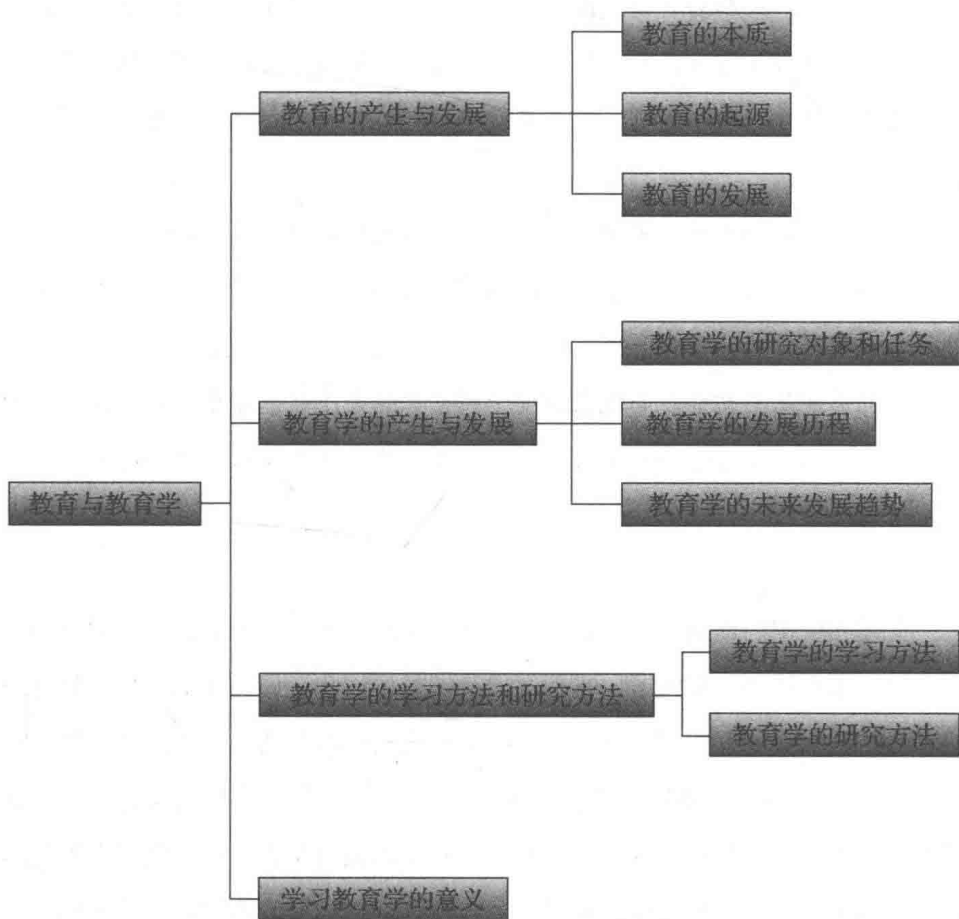 教育的本质
教育的产生与发展
教育的起源
教育的发展
教育学的研究对象和任务
教育学的产生与发展
教育学的发展历程
教育与教育学
教育学的未来发展趋势
教育学的学习方法
教育学的学习方法和研究方法
教育学的研究方法
学习教育学的意义